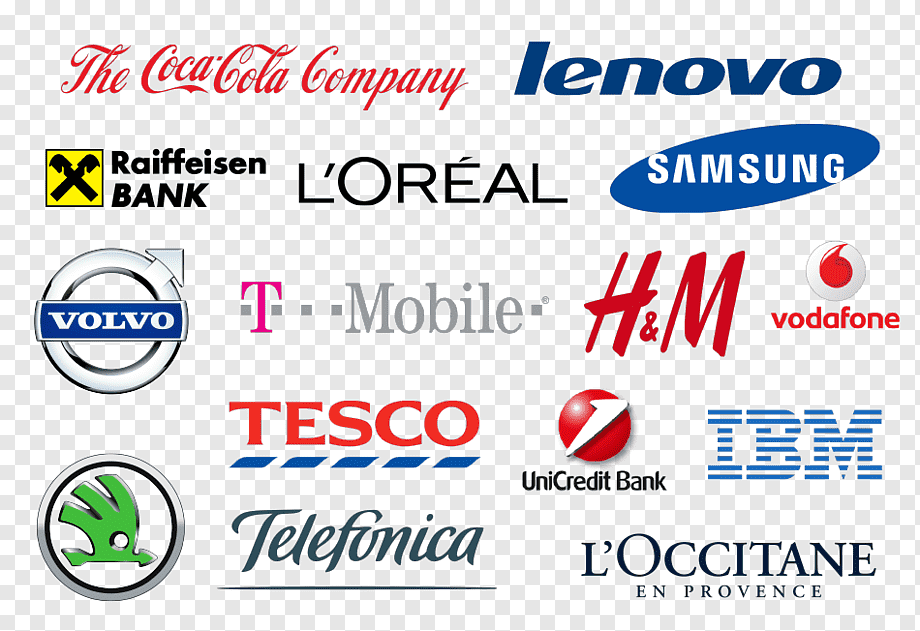 The Coca-Cola Company
lenovo
Raiffeisen
BANK
L'ORÉAL
SAMSUNG
VOLVO
T··Mobile·®
H&M
vodafone
TESCO
UniCredit Bank
IBM
Telefónica
L'OCCITANE
EN PROVENCE